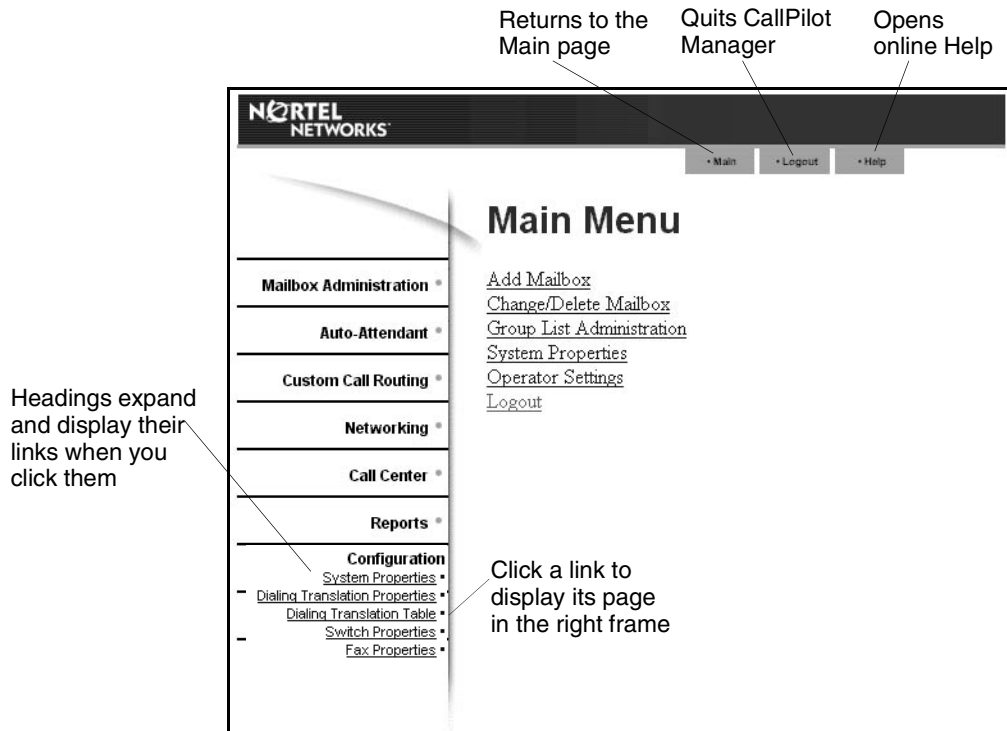 Returns to the
Main page
Quits CallPilot
Manager
Opens
online Help
NORTEL
NETWORKS
• Main
• Logout
• Help
Main Menu
Add Mailbox
Change/Delete Mailbox
Group List Administration
System Properties
Operator Settings
Logout
Mailbox Administration
Auto-Attendant
Custom Call Routing
Networking
Call Center
Reports
Configuration
System Properties
Dialing Translation Properties
Dialing Translation Table
Switch Properties
Fax Properties
Headings expand
and display their
links when you
click them
Click a link to
display its page
in the right frame